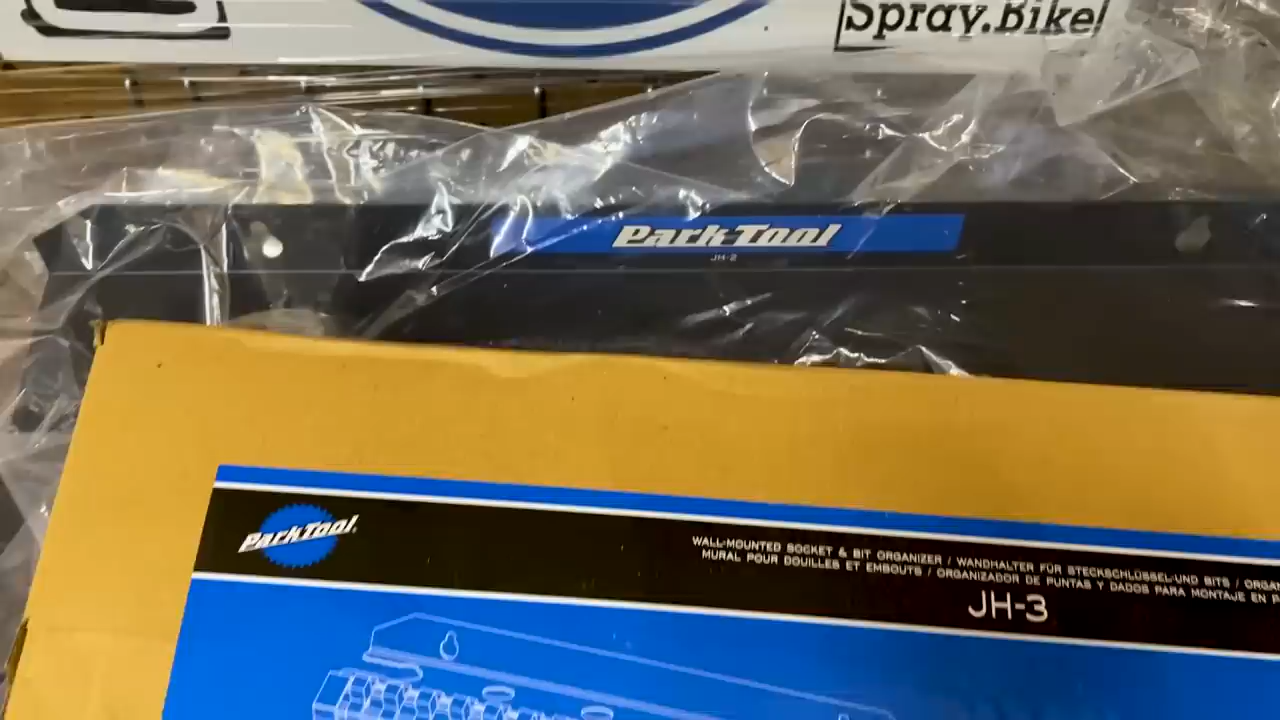 Spray.Bike
Park Tool
JH-2
Park Tool
WALL-MOUNTED SOCKET & BIT ORGANIZER / WANDHALTER FÜR STECKSCHLÜSSEL-UND BITS /
MURAL POUR DOUILLES ET EMBOUTS / ORGANIZADOR DE PUNTAS Y DADOS PARA MONTAJE EN
JH-3